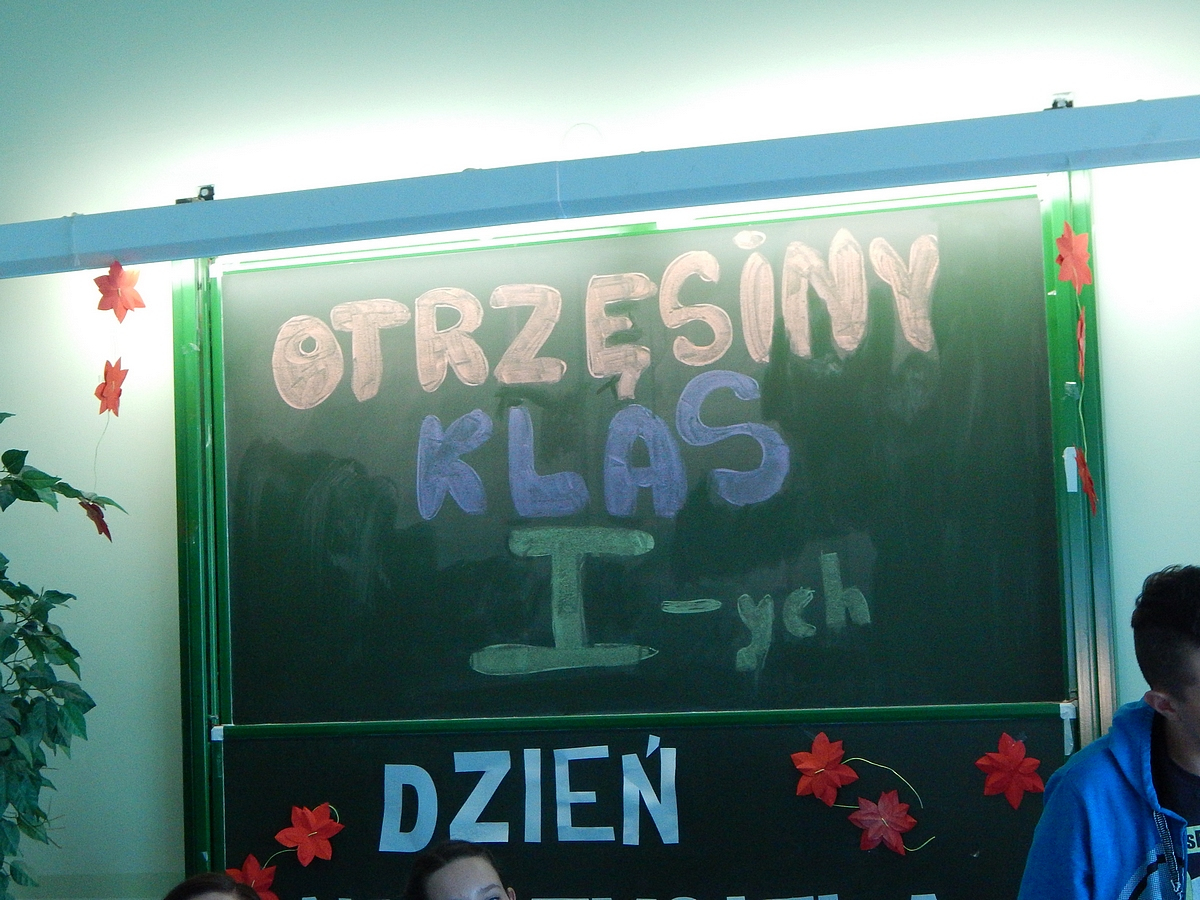 OTRZĘSINY
KLAS
I-ych
DZIEŃ